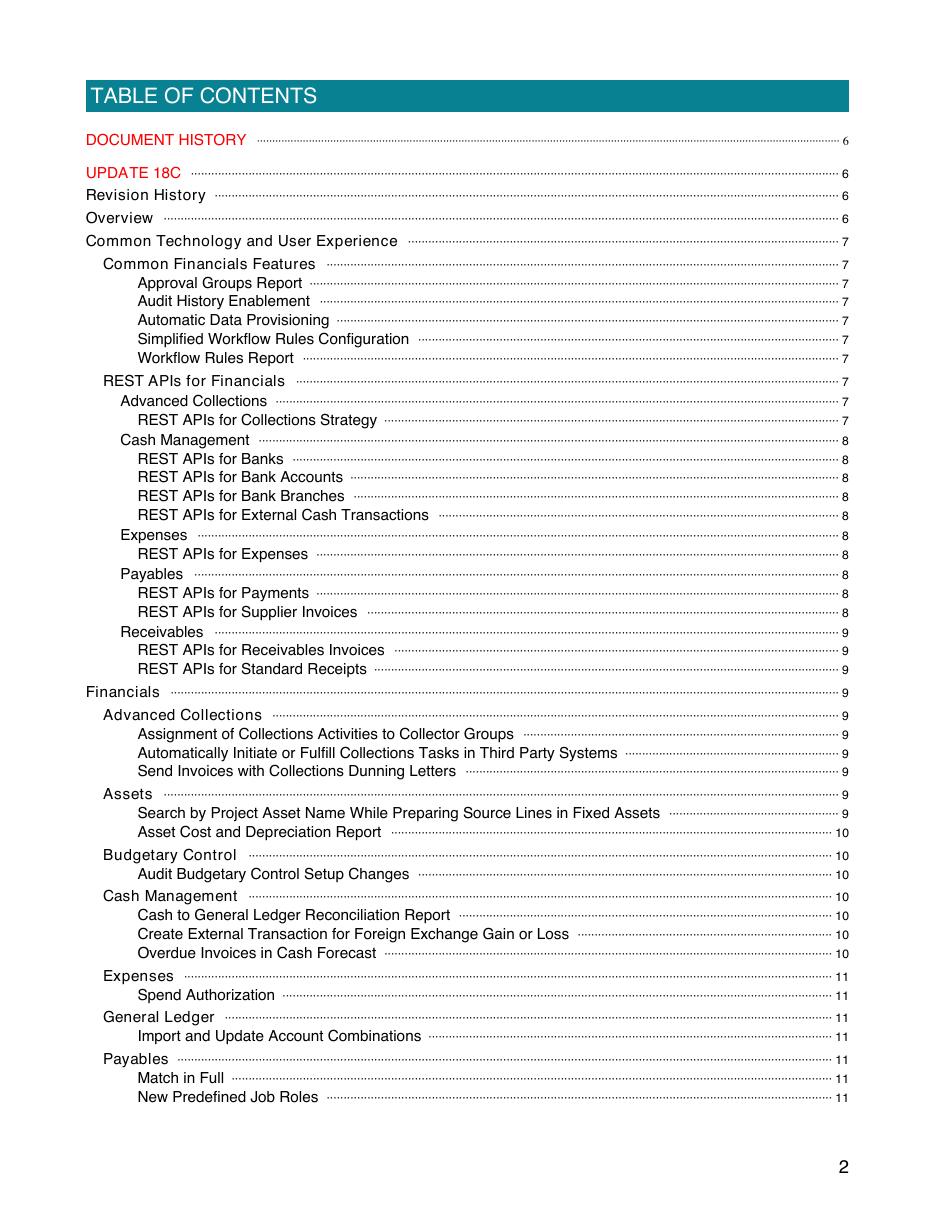 TABLE OF CONTENTS
DOCUMENT HISTORY 6
UPDATE 18C 6
Revision History 6
Overview 6
Common Technology and User Experience 7
Common Financials Features 7
Approval Groups Report 7
Audit History Enablement 7
Automatic Data Provisioning 7
Simplified Workflow Rules Configuration 7
Workflow Rules Report 7
REST APIs for Financials 7
Advanced Collections 7
REST APIs for Collections Strategy 7
Cash Management 8
REST APIs for Banks 8
REST APIs for Bank Accounts 8
REST APIs for Bank Branches 8
REST APIs for External Cash Transactions 8
Expenses 8
REST APIs for Expenses 8
Payables 8
REST APIs for Payments 8
REST APIs for Supplier Invoices 8
Receivables 9
REST APIs for Receivables Invoices 9
REST APIs for Standard Receipts 9
Financials 9
Advanced Collections 9
Assignment of Collections Activities to Collector Groups 9
Automatically Initiate or Fulfill Collections Tasks in Third Party Systems 9
Send Invoices with Collections Dunning Letters 9
Assets 9
Search by Project Asset Name While Preparing Source Lines in Fixed Assets 9
Asset Cost and Depreciation Report 10
Budgetary Control 10
Audit Budgetary Control Setup Changes 10
Cash Management 10
Cash to General Ledger Reconciliation Report 10
Create External Transaction for Foreign Exchange Gain or Loss 10
Overdue Invoices in Cash Forecast 10
Expenses 11
Spend Authorization 11
General Ledger 11
Import and Update Account Combinations 11
Payables 11
Match in Full 11
New Predefined Job Roles 11
2